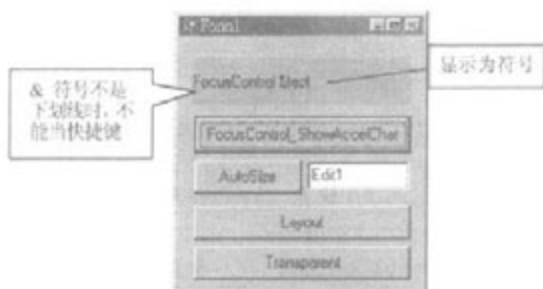 Form1
& 符号不是
下划线时，不
能当快捷键
显示为符号
FocusControl
FocusControl_ShowAccelChar
AutoSize
Edit1
Layout
Transparent